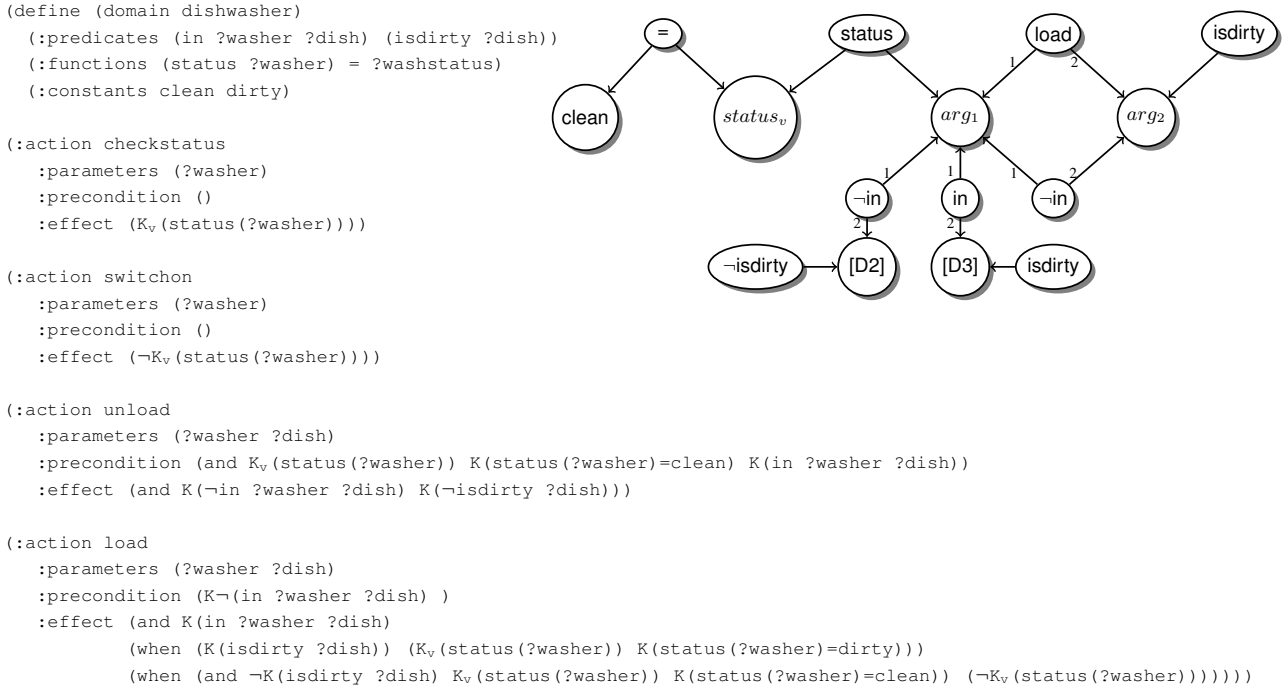 (define (domain dishwasher)
(:predicates (in ?washer ?dish) (isdirty ?dish))
(:functions (status ?washer) = ?washstatus)
(:constants clean dirty)
(:action checkstatus
:parameters (?washer)
:precondition ()
:effect (Kᵥ(status(?washer))))
(:action switchon
:parameters (?washer)
:precondition ()
:effect (¬Kᵥ(status(?washer))))
(:action unload
:parameters (?washer ?dish)
:precondition (and Kᵥ(status(?washer)) K(status(?washer)=clean) K(in ?washer ?dish))
:effect (and K(¬in ?washer ?dish) K(¬isdirty ?dish)))
(:action load
:parameters (?washer ?dish)
:precondition (K¬(in ?washer ?dish) )
:effect (and K(in ?washer ?dish)
(when (K(isdirty ?dish)) (Kᵥ(status(?washer)) K(status(?washer)=dirty)))
(when (and ¬K(isdirty ?dish) Kᵥ(status(?washer)) K(status(?washer)=clean)) (¬Kᵥ(status(?washer)))))))
= status load isdirty
1 2
clean statusᵥ arg₁ arg₂
1 1 1 2
¬in in ¬in
2 2
¬isdirty [D2] [D3] isdirty